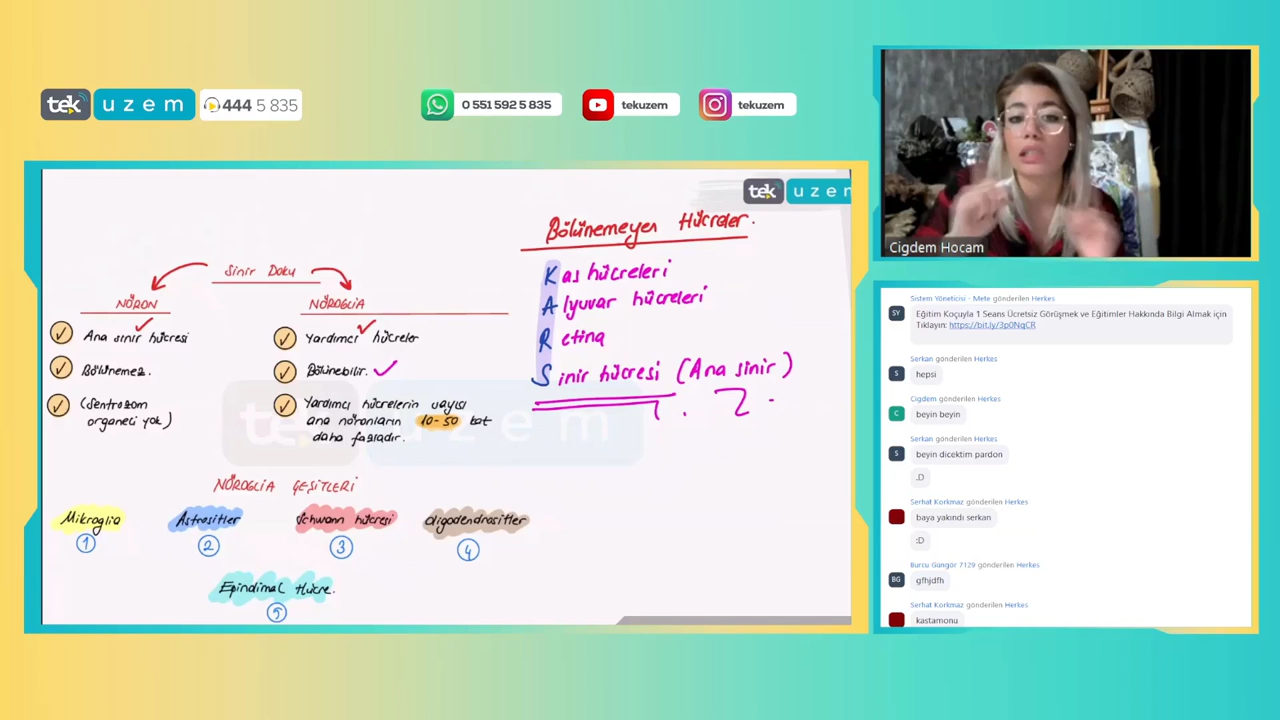 tek uzem 444 5 835
0 551 592 5 835
tekuzem
tekuzem
tek uzem
Sinir Doku
NÖRON
Ana sinir hücresi
Bölünemez.
(Sentrozom
organeli yok)
NÖROGLIA
Yardımcı hücreler
Bölünebilir.
Yardımcı hücrelerin sayısı
ana nöronların 10-50 kat
daha fazladır.
NÖROGLIA ÇEŞİTLERİ
Mikroglia
1
Astrositler
2
Schwann hücresi
3
oligodendrositler
4
Epindimal Hücre.
5
Bölünemeyen Hücreler.
Kas hücreleri
Alyuvar hücreleri
Retina
Sinir hücresi (Ana sinir)
tek uzem
Cigdem Hocam
Sistem Yöneticisi - Mete gönderilen Herkes
SY
Eğitim Koçuyla 1 Seans Ücretsiz Görüşmek ve Eğitimler Hakkında Bilgi Almak için
Tıklayın: https://bit.ly/3p0NqCR
Serkan gönderilen Herkes
S
hepsi
Cigdem gönderilen Herkes
C
beyin beyin
Serkan gönderilen Herkes
S
beyin dicektim pardon
:D
Serhat Korkmaz gönderilen Herkes
baya yakındı serkan
:D
Burcu Güngör 7129 gönderilen Herkes
BG
gfhjdfh
Serhat Korkmaz gönderilen Herkes
kastamonu